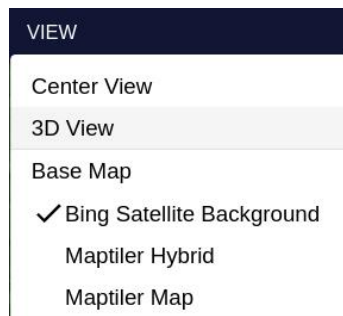 VIEW
Center View
3D View
Base Map
Bing Satellite Background
Maptiler Hybrid
Maptiler Map